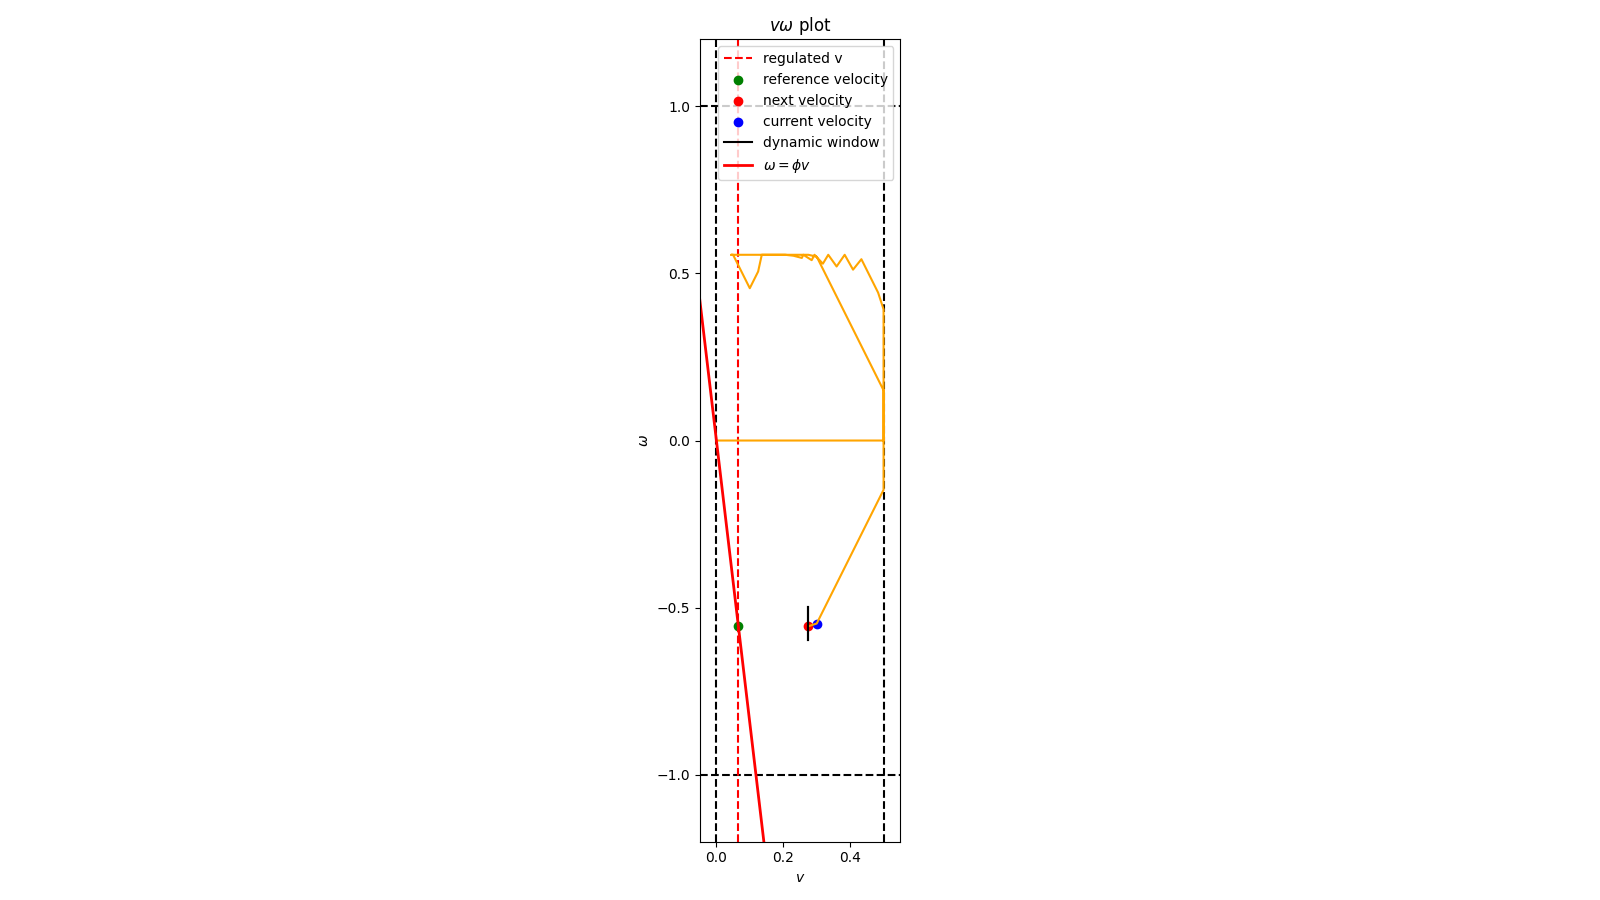 vω plot
regulated v
reference velocity
next velocity
current velocity
dynamic window
ω = ϕv
1.0
0.5
0.0
−0.5
−1.0
ω
0.0 0.2 0.4
v